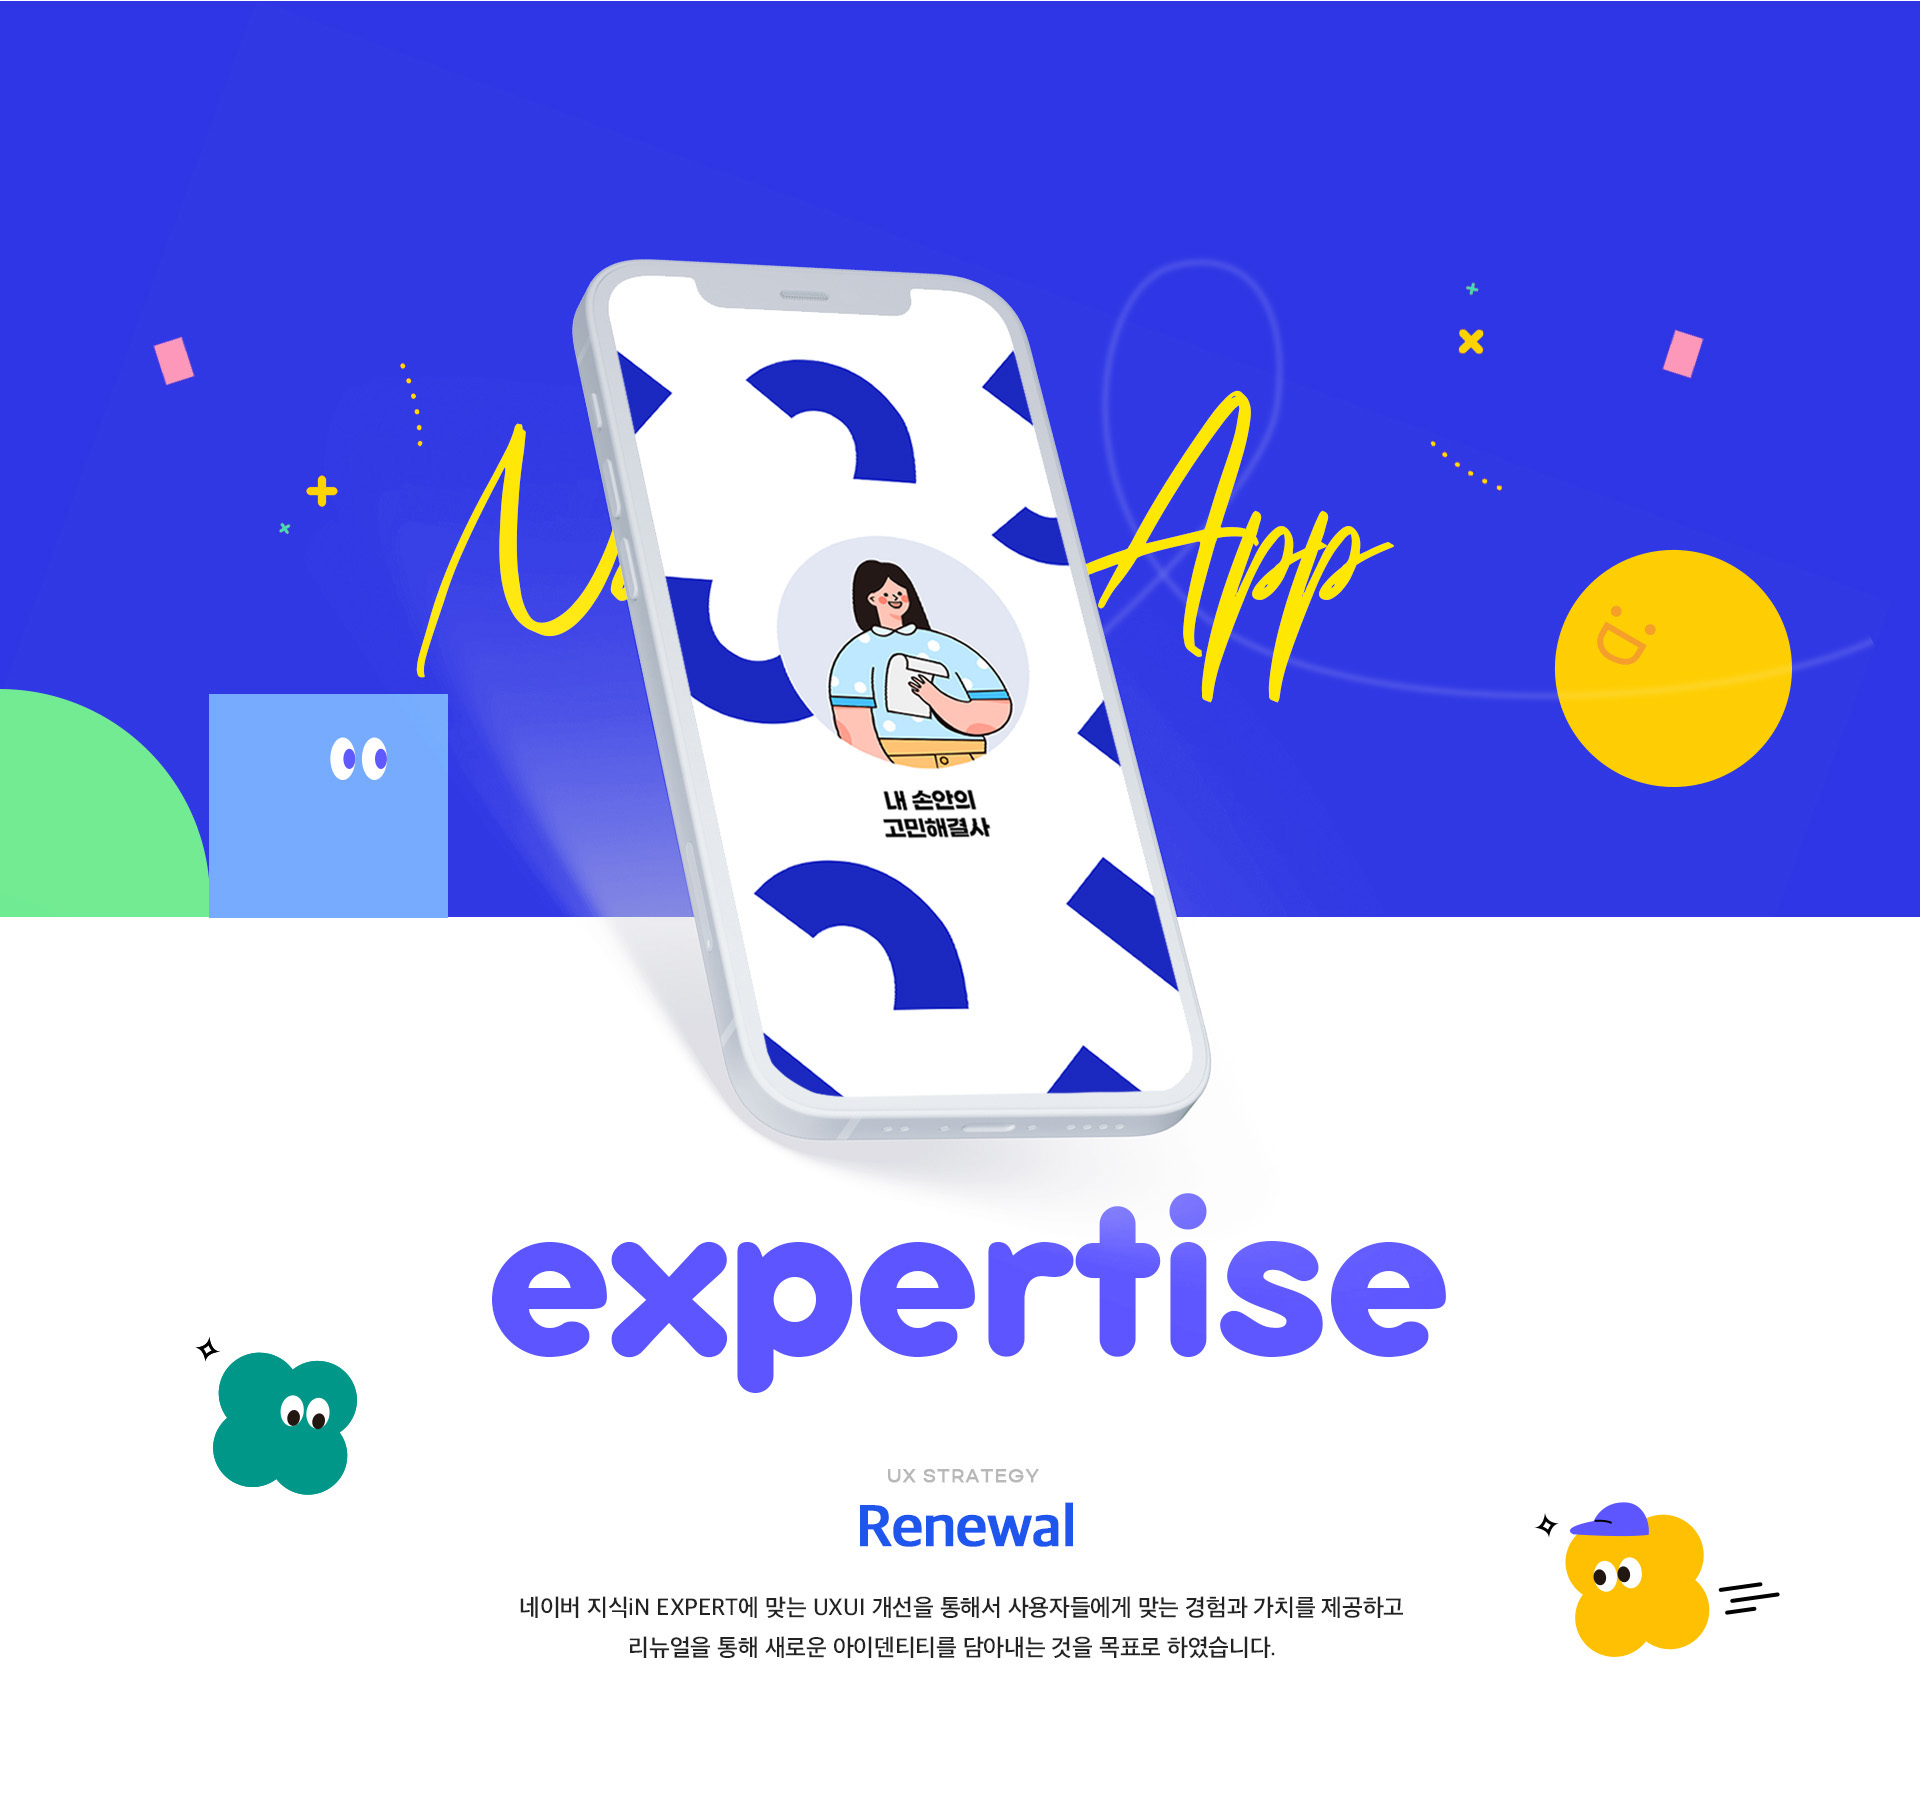 App
내 손안의
고민해결사
expertise
UX STRATEGY
Renewal
네이버 지식iN EXPERT에 맞는 UXUI 개선을 통해서 사용자들에게 맞는 경험과 가치를 제공하고
리뉴얼을 통해 새로운 아이덴티티를 담아내는 것을 목표로 하였습니다.